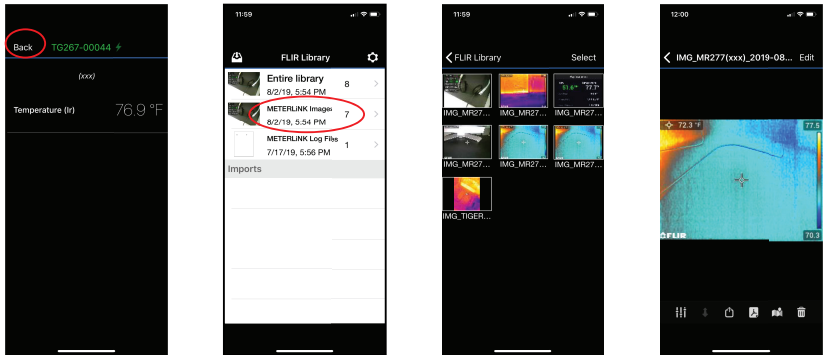 Back TG267-00044
(xxx)
Temperature (Ir) 76.9 °F
11:59
FLIR Library
Entire library
8/2/19, 5:54 PM
8
METERLiNK Images
8/2/19, 5:54 PM
7
METERLiNK Log Files
7/17/19, 5:56 PM
1
Imports
11:59
FLIR Library Select
77.7°
IMG_MR27... IMG_MR27... IMG_MR27...
IMG_MR27... IMG_MR27... IMG_MR27...
IMG_TIGER...
12:00
IMG_MR277(xxx)_2019-08... Edit
72.3 °F 77.5
FLIR 70.3